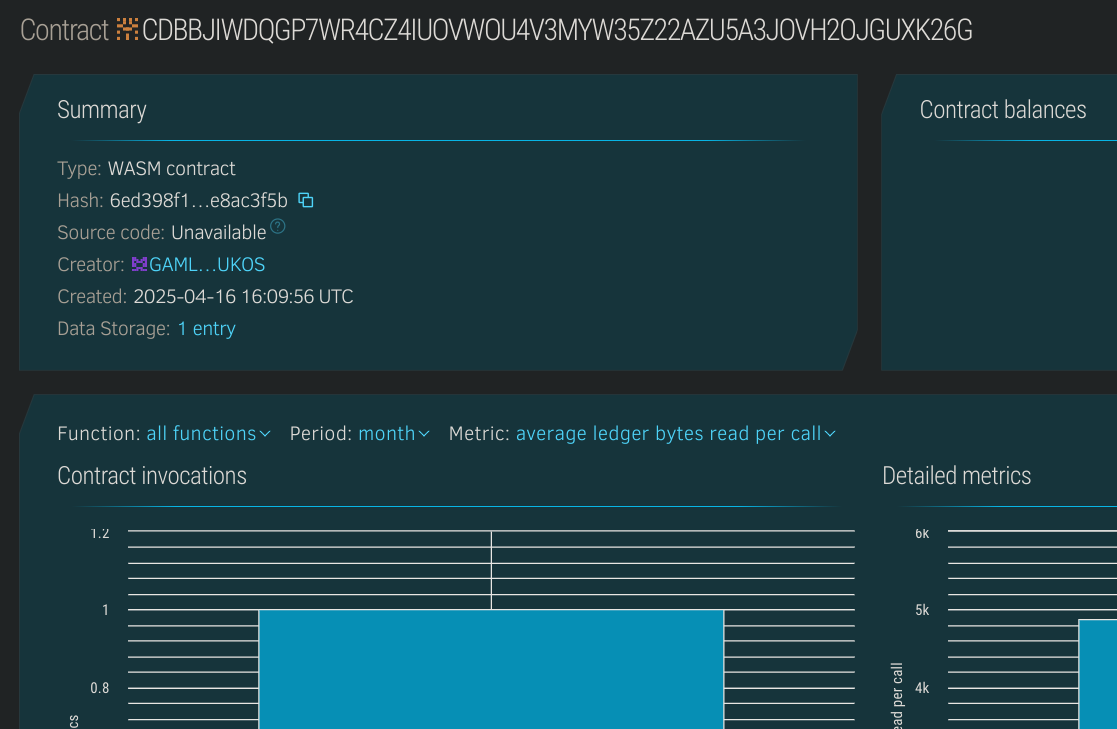 Contract CDBBJIWDQGP7WR4CZ4IUOVWOU4V3MYW35Z22AZU5A3JOVH2OJGUXK26G
Summary
Type: WASM contract
Hash: 6ed398f1…e8ac3f5b
Source code: Unavailable ?
Creator: GAML…UKOS
Created: 2025-04-16 16:09:56 UTC
Data Storage: 1 entry
Contract balances
Function: all functions Period: month Metric: average ledger bytes read per call
Contract invocations
1.2
1
0.8
cs
Detailed metrics
6k
5k
4k
ead per call